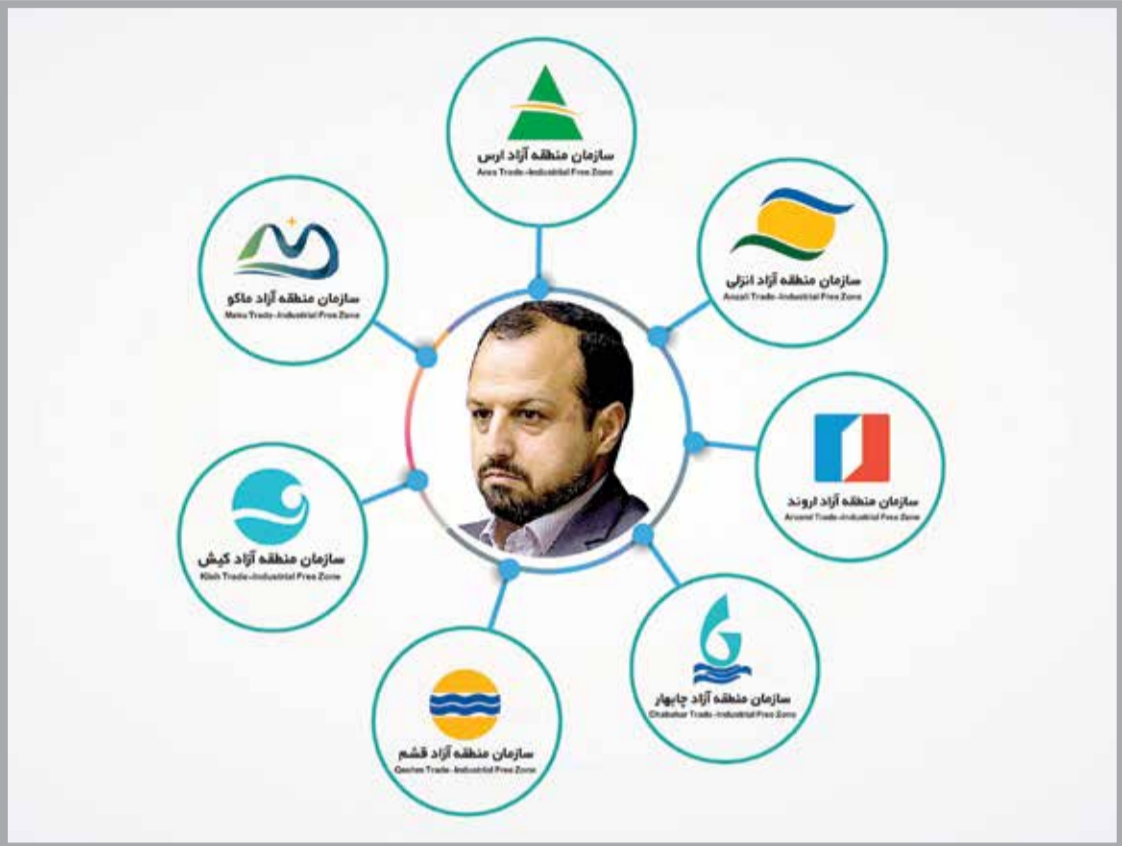 سازمان منطقه آزاد ارس
Aras Trade-Industrial Free Zone
سازمان منطقه آزاد انزلی
Anzali Trade-Industrial Free Zone
سازمان منطقه آزاد ماکو
Maku Trade-Industrial Free Zone
سازمان منطقه آزاد اروند
Arvand Trade-Industrial Free Zone
سازمان منطقه آزاد کیش
Kish Trade-Industrial Free Zone
سازمان منطقه آزاد چابهار
Chabahar Trade-Industrial Free Zone
سازمان منطقه آزاد قشم
Qeshm Trade-Industrial Free Zone